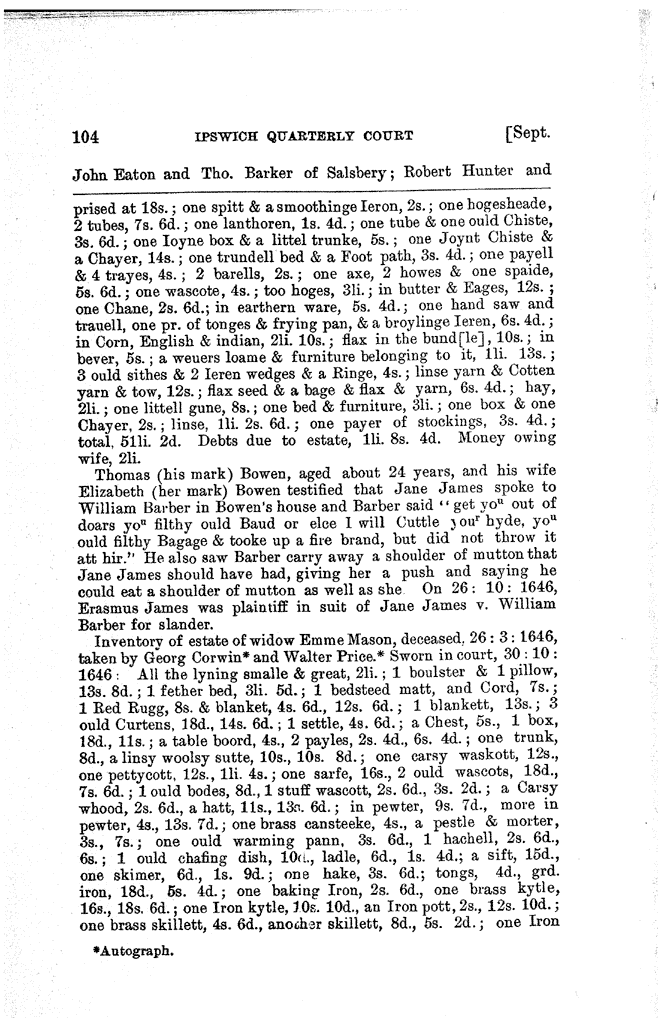 104 IPSWICH QUARTERLY COURT [Sept.
John Eaton and Tho. Barker of Salsbery; Robert Hunter and
prised at 18s.; one spitt & a smoothinge Ieron, 2s.; one hogesheade,
2 tubes, 7s. 6d.; one lanthoren, 1s. 4d.; one tube & one ould Chiste,
3s. 6d.; one Ioyne box & a littel trunke, 5s.; one Joynt Chiste &
a Chayer, 14s.; one trundell bed & a Foot path, 3s. 4d.; one payell
& 4 trayes, 4s.; 2 barells, 2s.; one axe, 2 howes & one spaide,
5s. 6d.; one wascote, 4s.; too hoges, 3li.; in butter & Eages, 12s.;
one Chane, 2s. 6d.; in earthern ware, 5s. 4d.; one hand saw and
trauell, one pr. of tonges & frying pan, & a broylinge Ieren, 6s. 4d.;
in Corn, English & indian, 2li. 10s.; flax in the bund[le], 10s.; in
bever, 5s.; a weuers loame & furniture belonging to it, 1li. 13s.;
3 ould sithes & 2 Ieren wedges & a Ringe, 4s.; linse yarn & Cotten
yarn & tow, 12s.; flax seed & a bage & flax & yarn, 6s. 4d.; hay,
2li.; one littell gune, 8s.; one bed & furniture, 3li.; one box & one
Chayer, 2s.; linse, 1li. 2s. 6d.; one payer of stockings, 3s. 4d.;
total, 51li. 2d. Debts due to estate, 1li. 8s. 4d. Money owing
wife, 2li.
Thomas (his mark) Bowen, aged about 24 years, and his wife
Elizabeth (her mark) Bowen testified that Jane James spoke to
William Barber in Bowen's house and Barber said "get yoᵘ out of
doars yoᵘ filthy ould Baud or elce I will Cuttle yourʳ hyde, yoᵘ
ould filthy Bagage & tooke up a fire brand, but did not throw it
att hir." He also saw Barber carry away a shoulder of mutton that
Jane James should have had, giving her a push and saying he
could eat a shoulder of mutton as well as she. On 26: 10: 1646,
Erasmus James was plaintiff in suit of Jane James v. William
Barber for slander.
Inventory of estate of widow Emme Mason, deceased, 26: 3: 1646,
taken by Georg Corwin* and Walter Price.* Sworn in court, 30: 10:
1646: All the lyning smalle & great, 2li.; 1 boulster & 1 pillow,
13s. 8d.; 1 fether bed, 3li. 5d.; 1 bedsteed matt, and Cord, 7s.;
1 Red Rugg, 8s. & blanket, 4s. 6d., 12s. 6d.; 1 blankett, 13s.; 3
ould Curtens, 18d., 14s. 6d.; 1 settle, 4s. 6d.; a Chest, 5s., 1 box,
18d., 11s.; a table boord, 4s., 2 payles, 2s. 4d., 6s. 4d.; one trunk,
8d., a linsy woolsy sutte, 10s., 10s. 8d.; one carsy waskott, 12s.,
one pettycott, 12s., 1li. 4s.; one sarfe, 16s., 2 ould wascots, 18d.,
7s. 6d.; 1 ould bodes, 8d., 1 stuff wascott, 2s. 6d., 3s. 2d.; a Carsy
whood, 2s. 6d., a hatt, 11s., 13s. 6d.; in pewter, 9s. 7d., more in
pewter, 4s., 13s. 7d.; one brass cansteeke, 4s., a pestle & morter,
3s., 7s.; one ould warming pann, 3s. 6d., 1 hachell, 2s. 6d.,
6s.; 1 ould chafing dish, 10d., ladle, 6d., 1s. 4d.; a sift, 15d.,
one skimer, 6d., 1s. 9d.; one hake, 3s. 6d.; tongs, 4d., grd.
iron, 18d., 5s. 4d.; one baking Iron, 2s. 6d., one brass kytle,
16s., 18s. 6d.; one Iron kytle, 10s. 10d., an Iron pott, 2s., 12s. 10d.;
one brass skillett, 4s. 6d., another skillett, 8d., 5s. 2d.; one Iron
*Autograph.